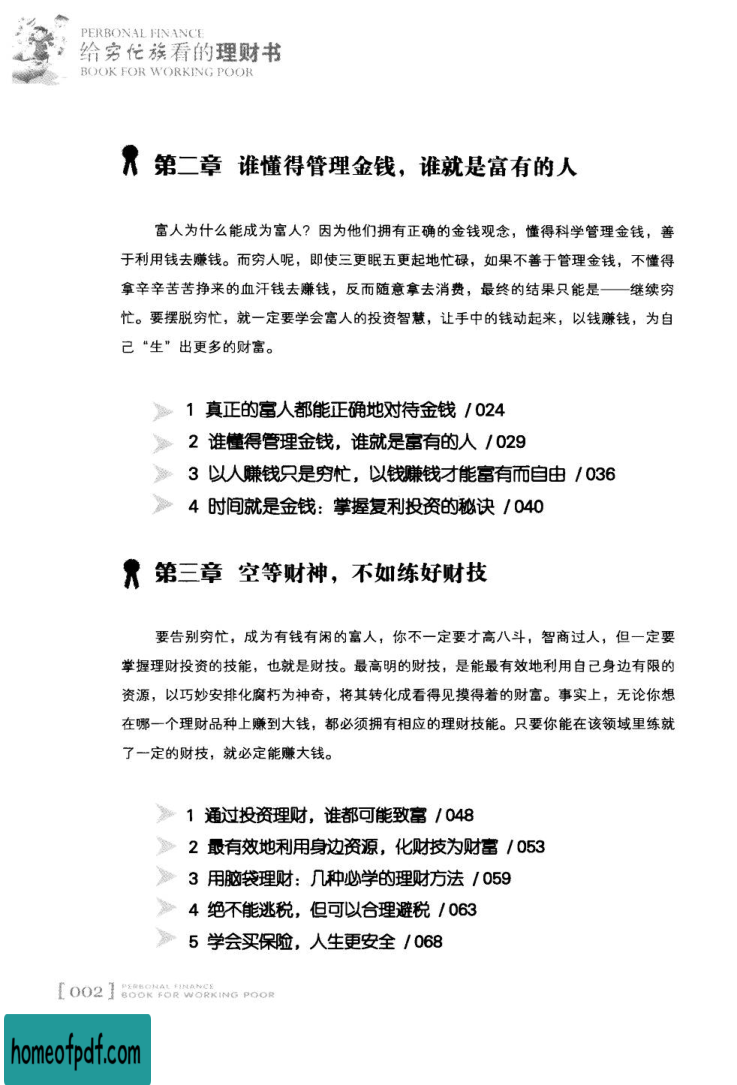 PERBONAL FINANCE
给穷忙族看的理财书
BOOK FOR WORKING POOR
第二章 谁懂得管理金钱，谁就是富有的人
富人为什么能成为富人？因为他们拥有正确的金钱观念，懂得科学管理金钱，善
于利用钱去赚钱。而穷人呢，即使三更眠五更起地忙碌，如果不善于管理金钱，不懂得
拿辛辛苦苦挣来的血汗钱去赚钱，反而随意拿去消费，最终的结果只能是——继续穷
忙。要摆脱穷忙，就一定要学会富人的投资智慧，让手中的钱动起来，以钱赚钱，为自
己“生”出更多的财富。
1 真正的富人都能正确地对待金钱 / 024
2 谁懂得管理金钱，谁就是富有的人 / 029
3 以人赚钱只是穷忙，以钱赚钱才能富有而自由 / 036
4 时间就是金钱：掌握复利投资的秘诀 / 040
第三章 空等财神，不如练好财技
要告别穷忙，成为有钱有闲的富人，你不一定要才高八斗，智商过人，但一定要
掌握理财投资的技能，也就是财技。最高明的财技，是能最有效地利用自己身边有限的
资源，以巧妙安排化腐朽为神奇，将其转化成看得见摸得着的财富。事实上，无论你想
在哪一个理财品种上赚到大钱，都必须拥有相应的理财技能。只要你能在该领域里练就
了一定的财技，就必定能赚大钱。
1 通过投资理财，谁都可能致富 / 048
2 最有效地利用身边资源，化财技为财富 / 053
3 用脑袋理财：几种必学的理财方法 / 059
4 绝不能逃税，但可以合理避税 / 063
5 学会买保险，人生更安全 / 068
[ 002 ] PERBONAL FINANCE
BOOK FOR WORKING POOR
homeofpdf.com